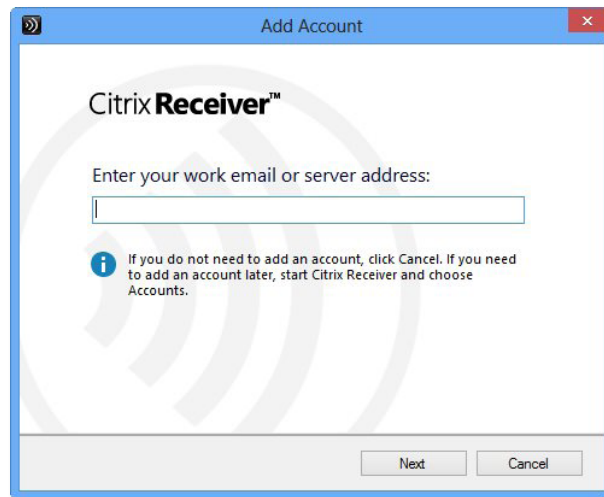 Add Account
Citrix Receiver™
Enter your work email or server address:
If you do not need to add an account, click Cancel. If you need
to add an account later, start Citrix Receiver and choose
Accounts.
Next Cancel